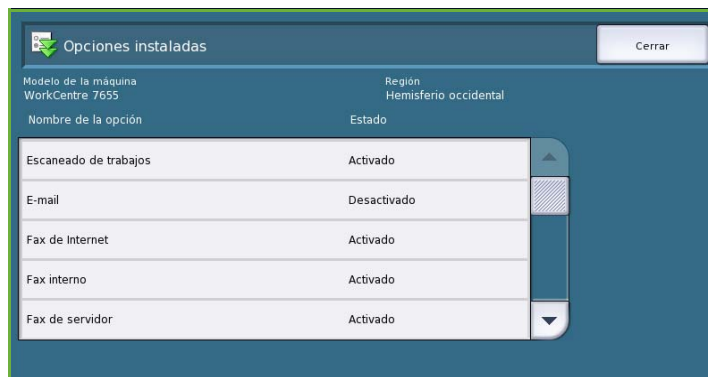 Opciones instaladas
Cerrar
Modelo de la máquina
WorkCentre 7655
Región
Hemisferio occidental
Nombre de la opción Estado
Escaneado de trabajos Activado
E-mail Desactivado
Fax de Internet Activado
Fax interno Activado
Fax de servidor Activado